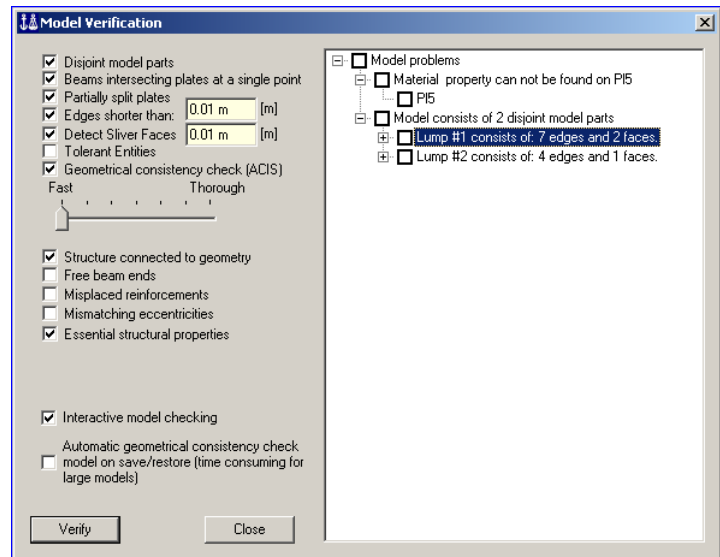 Model Verification
Disjoint model parts
Beams intersecting plates at a single point
Partially split plates
Edges shorter than: 0.01 m [m]
Detect Sliver Faces 0.01 m [m]
Tolerant Entities
Geometrical consistency check (ACIS)
Fast Thorough
Structure connected to geometry
Free beam ends
Misplaced reinforcements
Mismatching eccentricities
Essential structural properties
Interactive model checking
Automatic geometrical consistency check
model on save/restore (time consuming for
large models)
Verify Close
Model problems
Material property can not be found on Pl5
Pl5
Model consists of 2 disjoint model parts
Lump #1 consists of: 7 edges and 2 faces.
Lump #2 consists of: 4 edges and 1 faces.